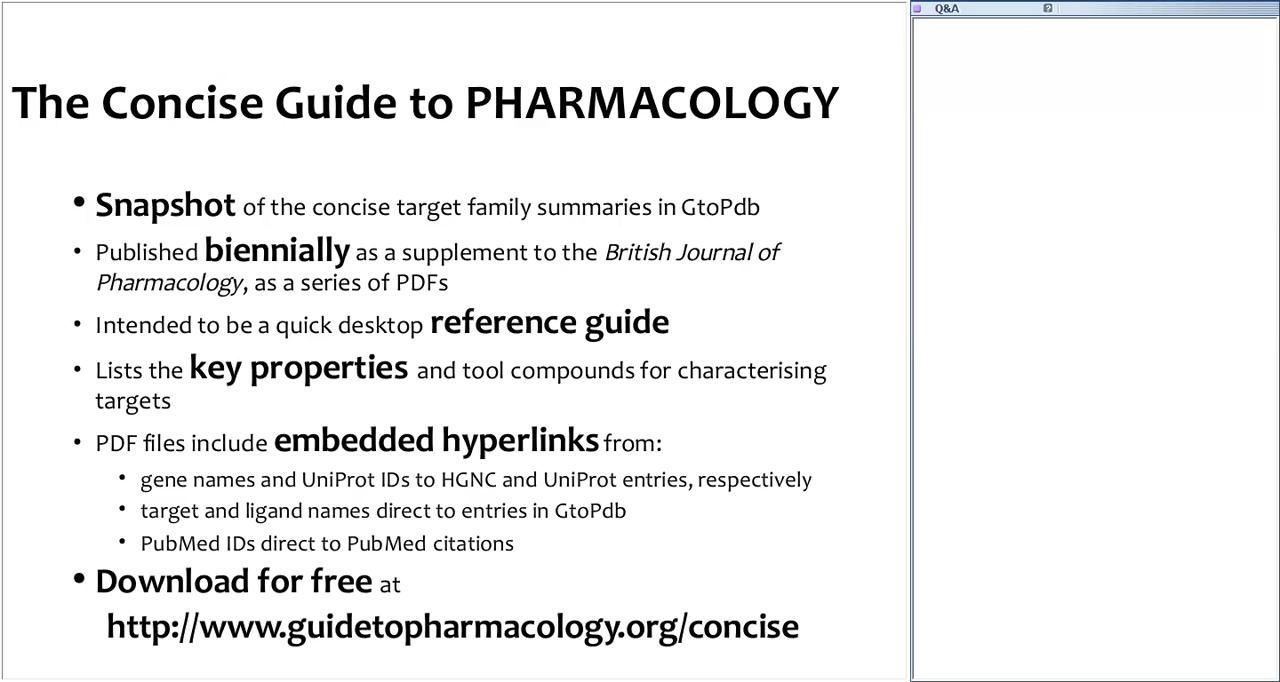 Q&A
The Concise Guide to PHARMACOLOGY
• Snapshot of the concise target family summaries in GtoPdb
• Published biennially as a supplement to the British Journal of
Pharmacology, as a series of PDFs
• Intended to be a quick desktop reference guide
• Lists the key properties and tool compounds for characterising
targets
• PDF files include embedded hyperlinks from:
• gene names and UniProt IDs to HGNC and UniProt entries, respectively
• target and ligand names direct to entries in GtoPdb
• PubMed IDs direct to PubMed citations
• Download for free at
http://www.guidetopharmacology.org/concise